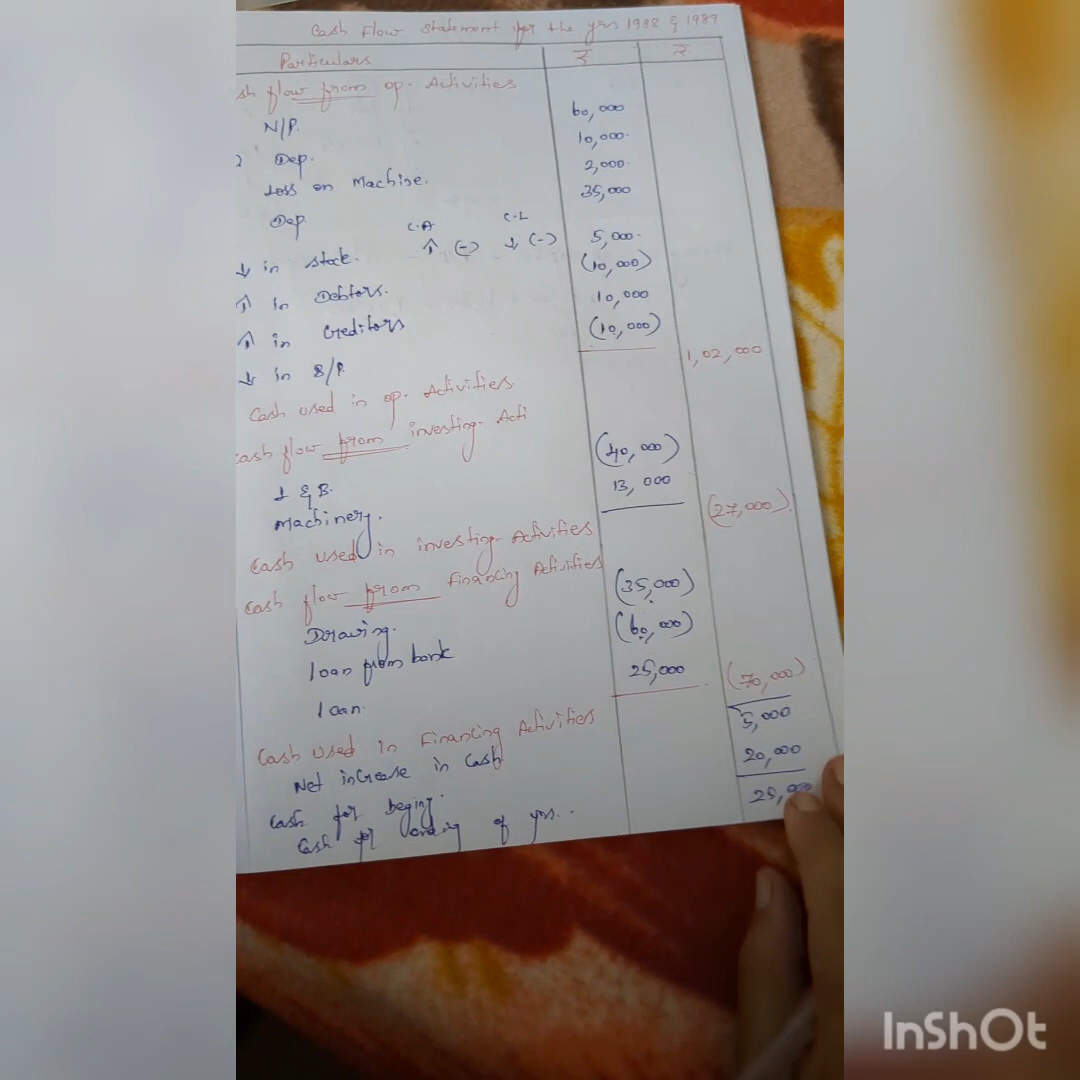 Cash Flow Statement for the yrs 1988 & 1989
Particulars ₹ ₹
sh flow from op. Activities
N/P. 60,000
Dep. 10,000
Loss on Machine. 2,000
Dep. 35,000
C.A C.L
↓ in stock. ↑ (-) ↓ (-) 5,000
↑ in Debtors. (10,000)
↑ in Creditors 10,000
↓ in B/P. (10,000)
Cash used in op. Activities 1,02,000
ash flow from investing. Acti
L & B. (40,000)
Machinery. 13,000
Cash used in investing Activities (27,000)
Cash flow from Financing Activities
Drawing. (35,000)
loan from bank (60,000)
loan. 25,000
Cash used in Financing Activities (70,000)
Net increase in Cash 5,000
Cash for begin. 20,000
Cash for ending of yrs.. 25,000
InShOt